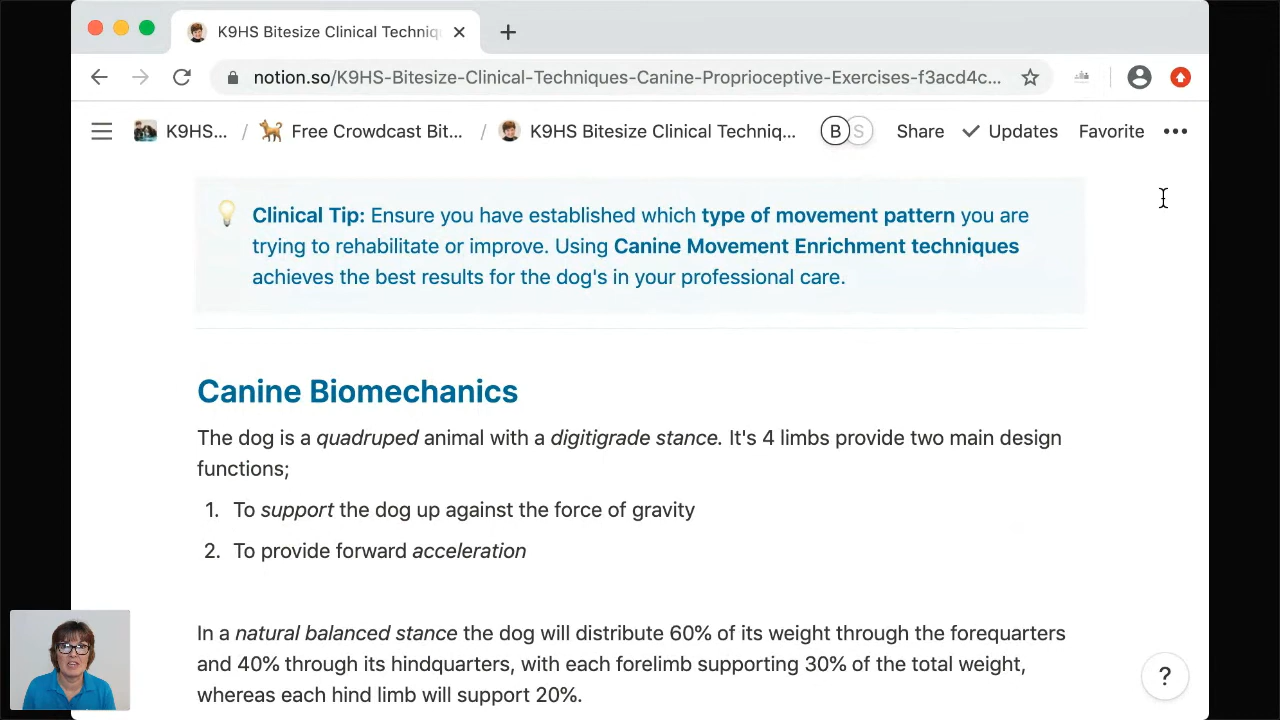 K9HS Bitesize Clinical Techniq
notion.so/K9HS-Bitesize-Clinical-Techniques-Canine-Proprioceptive-Exercises-f3acd4c...
K9HS... / Free Crowdcast Bit... / K9HS Bitesize Clinical Techniq... B S Share Updates Favorite •••
Clinical Tip: Ensure you have established which type of movement pattern you are
trying to rehabilitate or improve. Using Canine Movement Enrichment techniques
achieves the best results for the dog's in your professional care.
Canine Biomechanics
The dog is a quadruped animal with a digitigrade stance. It's 4 limbs provide two main design
functions;
1. To support the dog up against the force of gravity
2. To provide forward acceleration
In a natural balanced stance the dog will distribute 60% of its weight through the forequarters
and 40% through its hindquarters, with each forelimb supporting 30% of the total weight,
whereas each hind limb will support 20%.
?